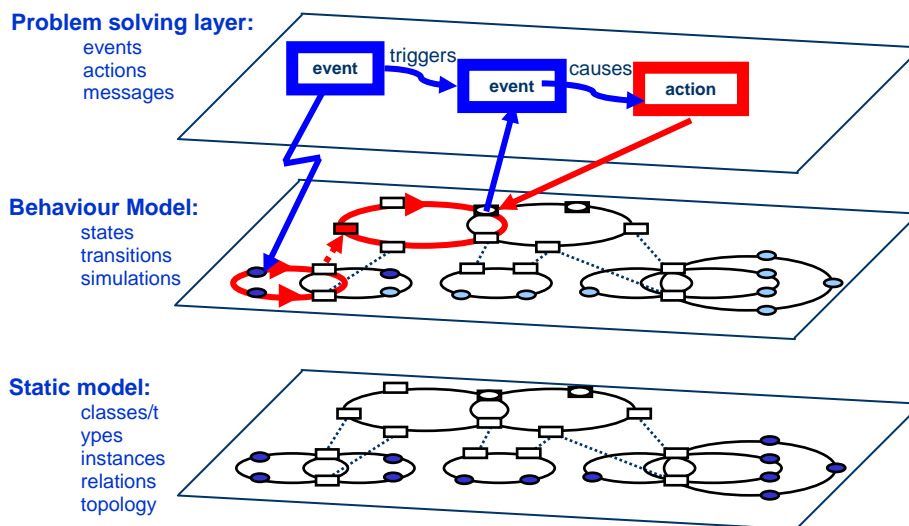 Problem solving layer:
events
actions
messages
event
triggers
event
causes
action
Behaviour Model:
states
transitions
simulations
Static model:
classes/t
ypes
instances
relations
topology